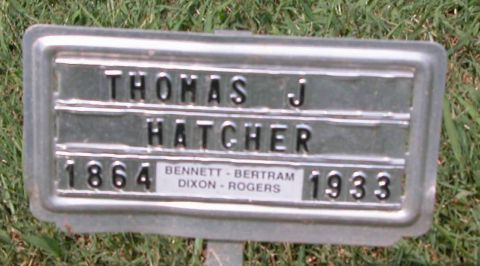 THOMAS J
HATCHER
1864 BENNETT - BERTRAM 1933
DIXON - ROGERS